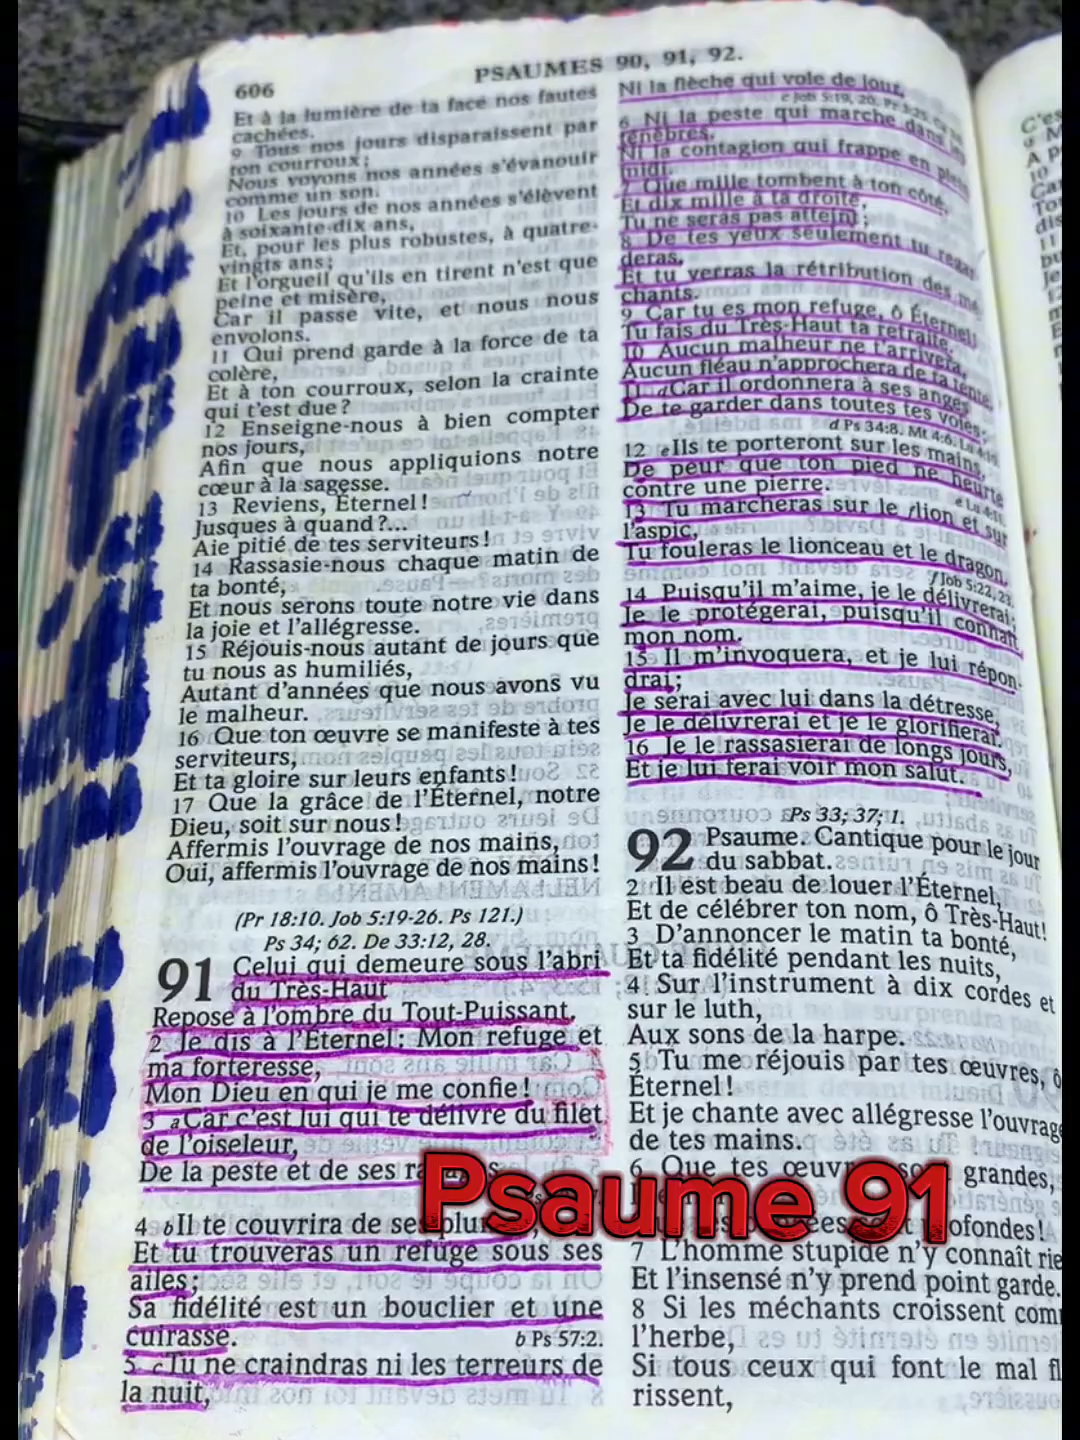 606
PSAUMES 90, 91, 92.
Et à la lumière de ta face nos fautes
cachées.
9 Tous nos jours disparaissent par
ton courroux;
Nous voyons nos années s'évanouir
comme un son.
10 Les jours de nos années s'élèvent
à soixante-dix ans,
Et, pour les plus robustes, à quatre-
vingts ans;
Et l'orgueil qu'ils en tirent n'est que
peine et misère,
Car il passe vite, et nous nous
envolons.
11 Qui prend garde à la force de ta
colère,
Et à ton courroux, selon la crainte
qui t'est due?
12 Enseigne-nous à bien compter
nos jours,
Afin que nous appliquions notre
cœur à la sagesse.
13 Reviens, Éternel!
Jusques à quand?...
Aie pitié de tes serviteurs!
14 Rassasie-nous chaque matin de
ta bonté,
Et nous serons toute notre vie dans
la joie et l'allégresse.
15 Réjouis-nous autant de jours que
tu nous as humiliés,
Autant d'années que nous avons vu
le malheur.
16 Que ton œuvre se manifeste à tes
serviteurs,
Et ta gloire sur leurs enfants!
17 Que la grâce de l'Éternel, notre
Dieu, soit sur nous!
Affermis l'ouvrage de nos mains,
Oui, affermis l'ouvrage de nos mains!
(Pr 18:10. Job 5:19-26. Ps 121.)
Ps 34; 62. De 33:12, 28.
91 Celui qui demeure sous l'abri
du Très-Haut
Repose à l'ombre du Tout-Puissant.
2 Je dis à l'Éternel: Mon refuge et
ma forteresse,
Mon Dieu en qui je me confie!
3 a Car c'est lui qui te délivre du filet
de l'oiseleur,
De la peste et de ses
4 b Il te couvrira de ses
Et tu trouveras un refuge sous ses
ailes;
Sa fidélité est un bouclier et une
cuirasse.
b Ps 57:2.
5 c Tu ne craindras ni les terreurs de
la nuit,
Ni la flèche qui vole de jour,
c Job 5:19, 20.
6 Ni la peste qui marche dans les
ténèbres,
Ni la contagion qui frappe en plein
midi.
7 Que mille tombent à ton côté,
Et dix mille à ta droite,
Tu ne seras pas atteint;
8 De tes yeux seulement tu regar-
deras,
Et tu verras la rétribution des mé-
chants.
9 Car tu es mon refuge, ô Éternel!
Tu fais du Très-Haut ta retraite.
10 Aucun malheur ne t'arrivera,
Aucun fléau n'approchera de ta tente.
11 d Car il ordonnera à ses anges
De te garder dans toutes tes voies;
d Ps 34:8. Mt 4:6.
12 e Ils te porteront sur les mains,
De peur que ton pied ne heurte
contre une pierre.
13 Tu marcheras sur le f lion et sur
l'aspic,
Tu fouleras le lionceau et le dragon.
f Job 5:22, 23.
14 Puisqu'il m'aime, je le délivrerai;
Je le protégerai, puisqu'il connaît
mon nom.
15 Il m'invoquera, et je lui répon-
drai;
Je serai avec lui dans la détresse,
Je le délivrerai et je le glorifierai.
16 Je le rassasierai de longs jours,
Et je lui ferai voir mon salut.
Ps 33; 37; 1.
92 Psaume. Cantique pour le jour
du sabbat.
2 Il est beau de louer l'Éternel,
Et de célébrer ton nom, ô Très-Haut!
3 D'annoncer le matin ta bonté,
Et ta fidélité pendant les nuits,
4 Sur l'instrument à dix cordes et
sur le luth,
Aux sons de la harpe.
5 Tu me réjouis par tes œuvres, ô
Éternel!
Et je chante avec allégresse l'ouvrage
de tes mains.
6 Que tes grandes,
profondes!
7 L'homme stupide n'y connaît rie
Et l'insensé n'y prend point garde.
8 Si les méchants croissent com
l'herbe,
Si tous ceux qui font le mal fl
rissent,
Psaume 91